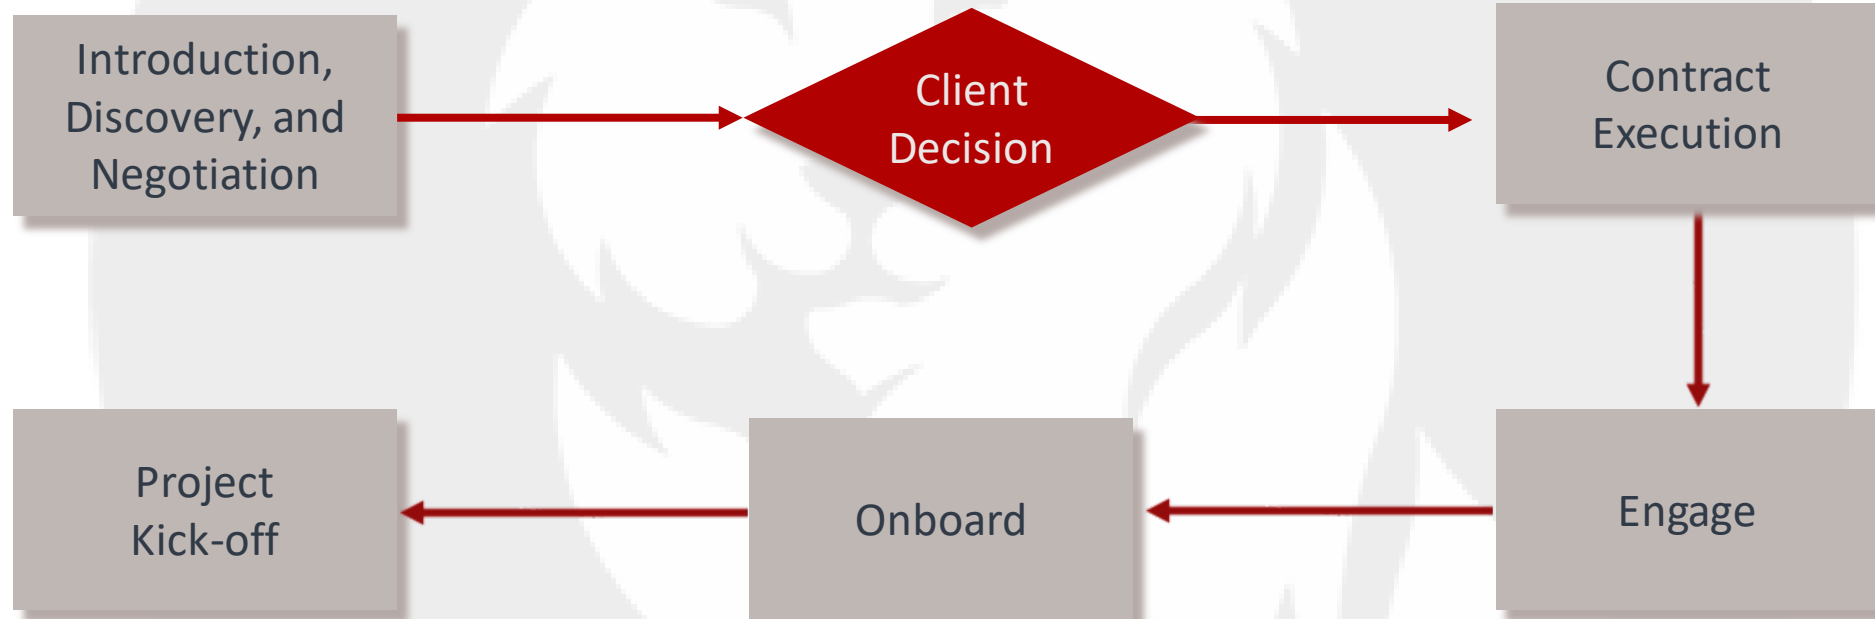 Introduction,
Discovery, and
Negotiation
Client
Decision
Contract
Execution
Engage
Onboard
Project
Kick-off